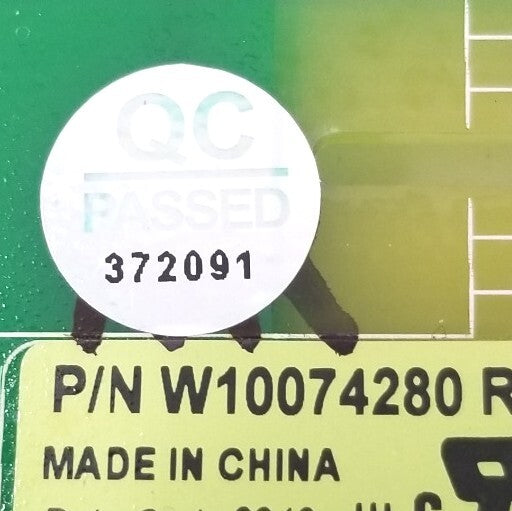 QC
PASSED
372091
P/N W10074280 R
MADE IN CHINA